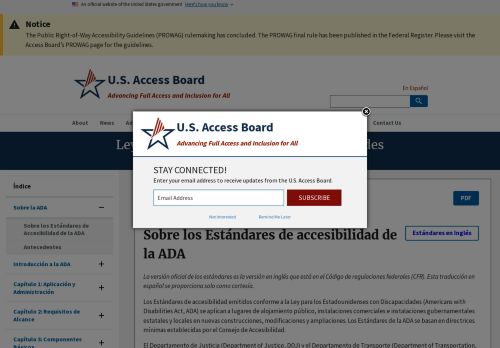 An official website of the United States government Here's how you know
Notice
The Public Right-of-Way Accessibility Guidelines (PROWAG) rulemaking has concluded. The PROWAG final rule has been published in the Federal Register. Please visit the
Access Board's PROWAG page for the guidelines.
U.S. Access Board
Advancing Full Access and Inclusion for All
En Español
About News
Contact Us
U.S. Access Board
Advancing Full Access and Inclusion for All
STAY CONNECTED!
Enter your email address to receive updates from the U.S. Access Board.
Email Address
SUBSCRIBE
Not Interested Remind Me Later
Índice
Sobre la ADA
Sobre los Estándares de
Accesibilidad de la ADA
Antecedentes
Introducción a la ADA
Capítulo 1: Aplicación y
Administración
Capítulo 2: Requisitos de
Alcance
Capítulo 3: Componentes
PDF
Estándares en Inglés
Sobre los Estándares de accesibilidad de
la ADA
La versión oficial de los estándares es la versión en inglés que está en el Código de regulaciones federales (CFR). Esta traducción en
español se proporciona solo como cortesía.
Los Estándares de accesibilidad emitidos conforme a la Ley para los Estadounidenses con Discapacidades (Americans with
Disabilities Act, ADA) se aplican a lugares de alojamiento público, instalaciones comerciales e instalaciones gubernamentales
estatales y locales en nuevas construcciones, modificaciones y ampliaciones. Los Estándares de la ADA se basan en directrices
mínimas establecidas por el Consejo de Accesibilidad.
El Departamento de Justicia (Department of Justice, DOJ) y el Departamento de Transporte (Department of Transportation,